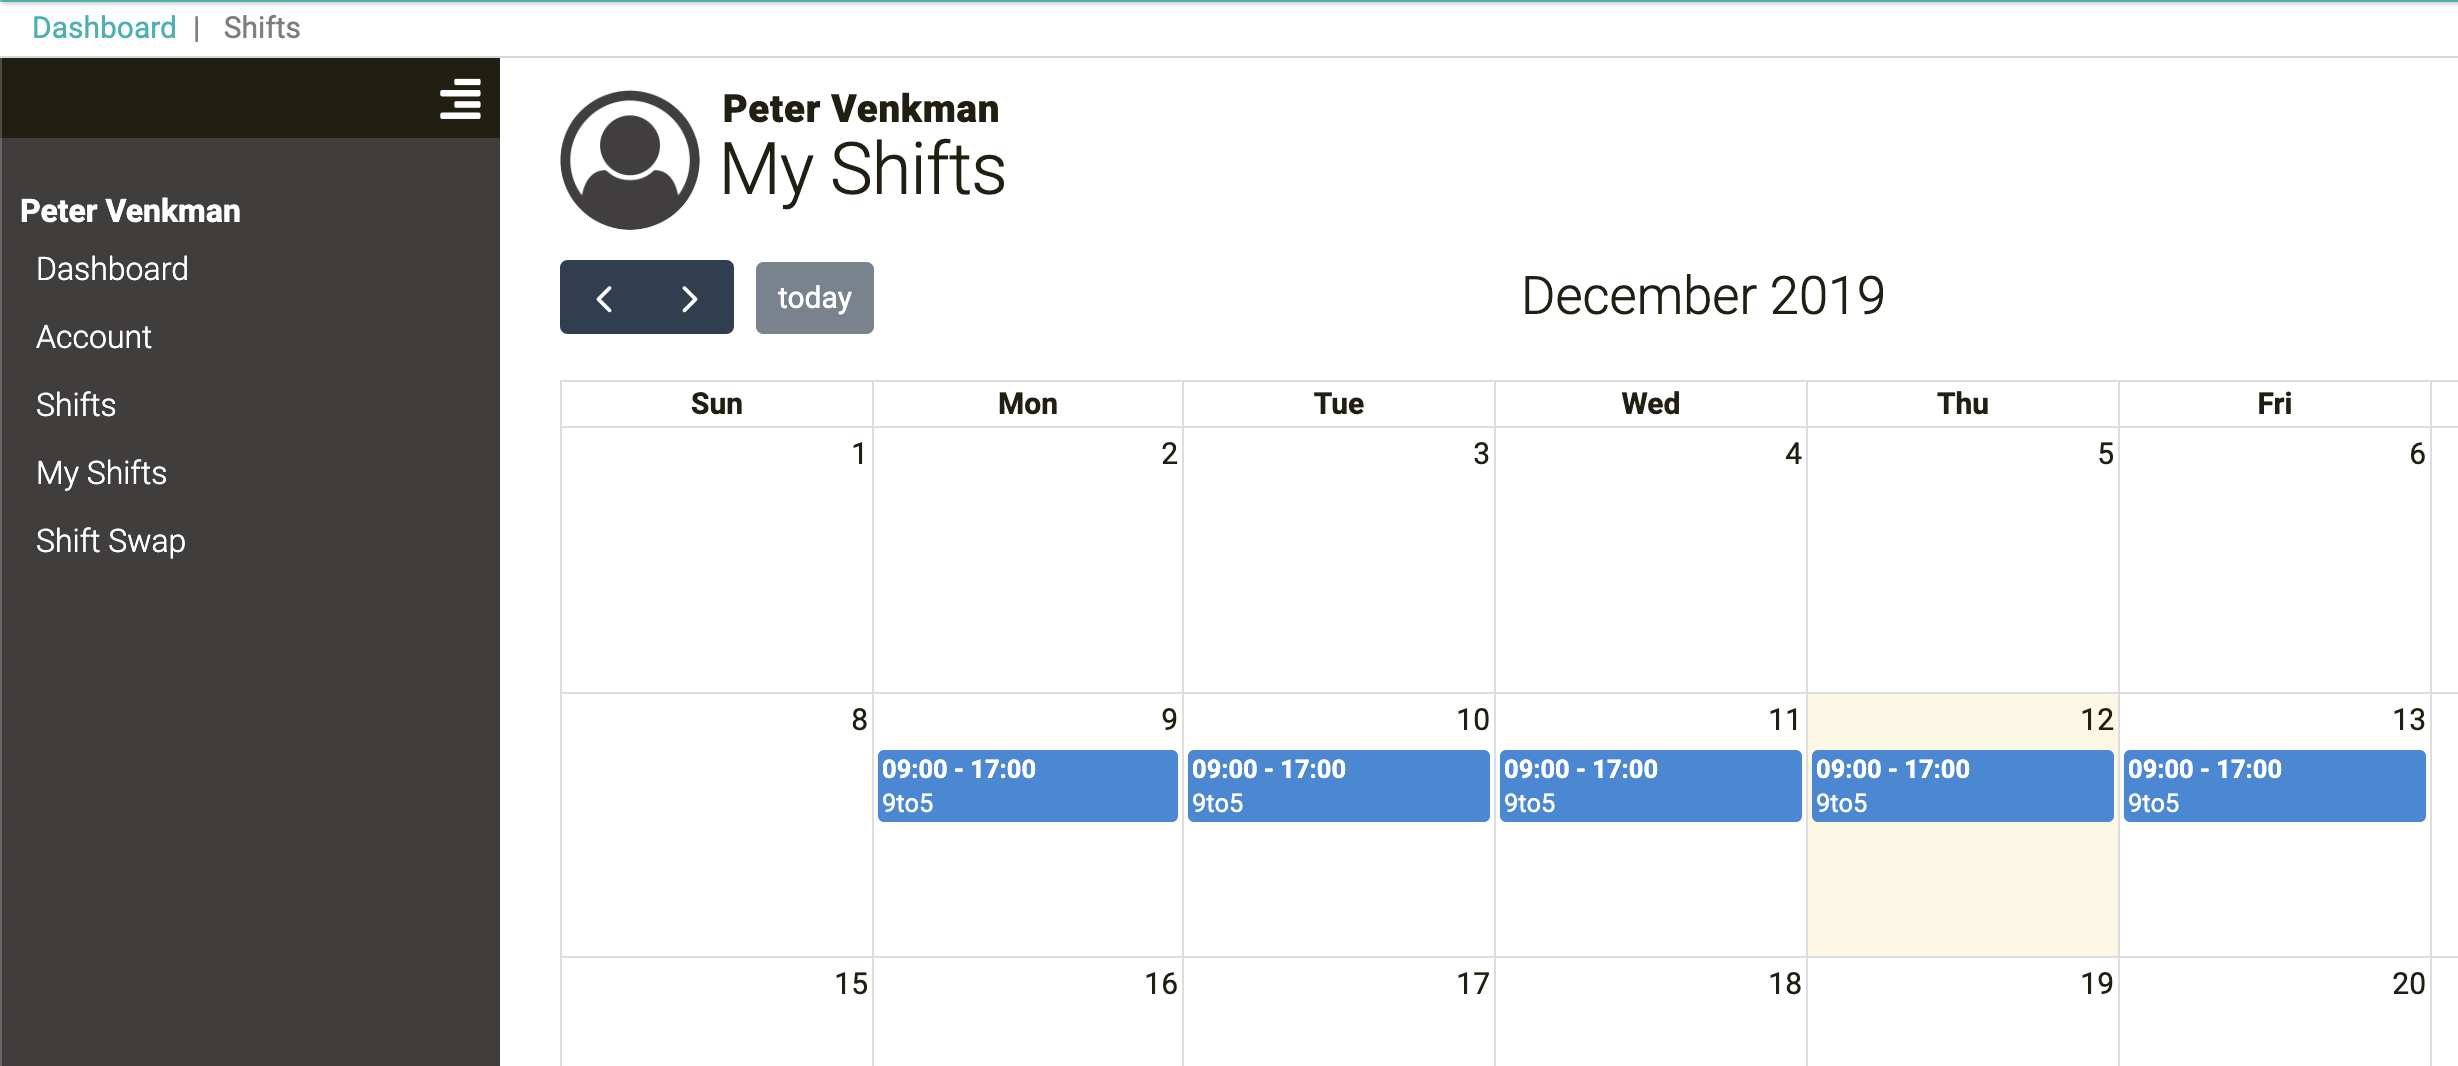 Dashboard | Shifts
Peter Venkman
Dashboard
Account
Shifts
My Shifts
Shift Swap
Peter Venkman
My Shifts
today
December 2019
Sun Mon Tue Wed Thu Fri
1 2 3 4 5 6
8 9 10 11 12 13
09:00 - 17:00 09:00 - 17:00 09:00 - 17:00 09:00 - 17:00 09:00 - 17:00
9to5 9to5 9to5 9to5 9to5
15 16 17 18 19 20